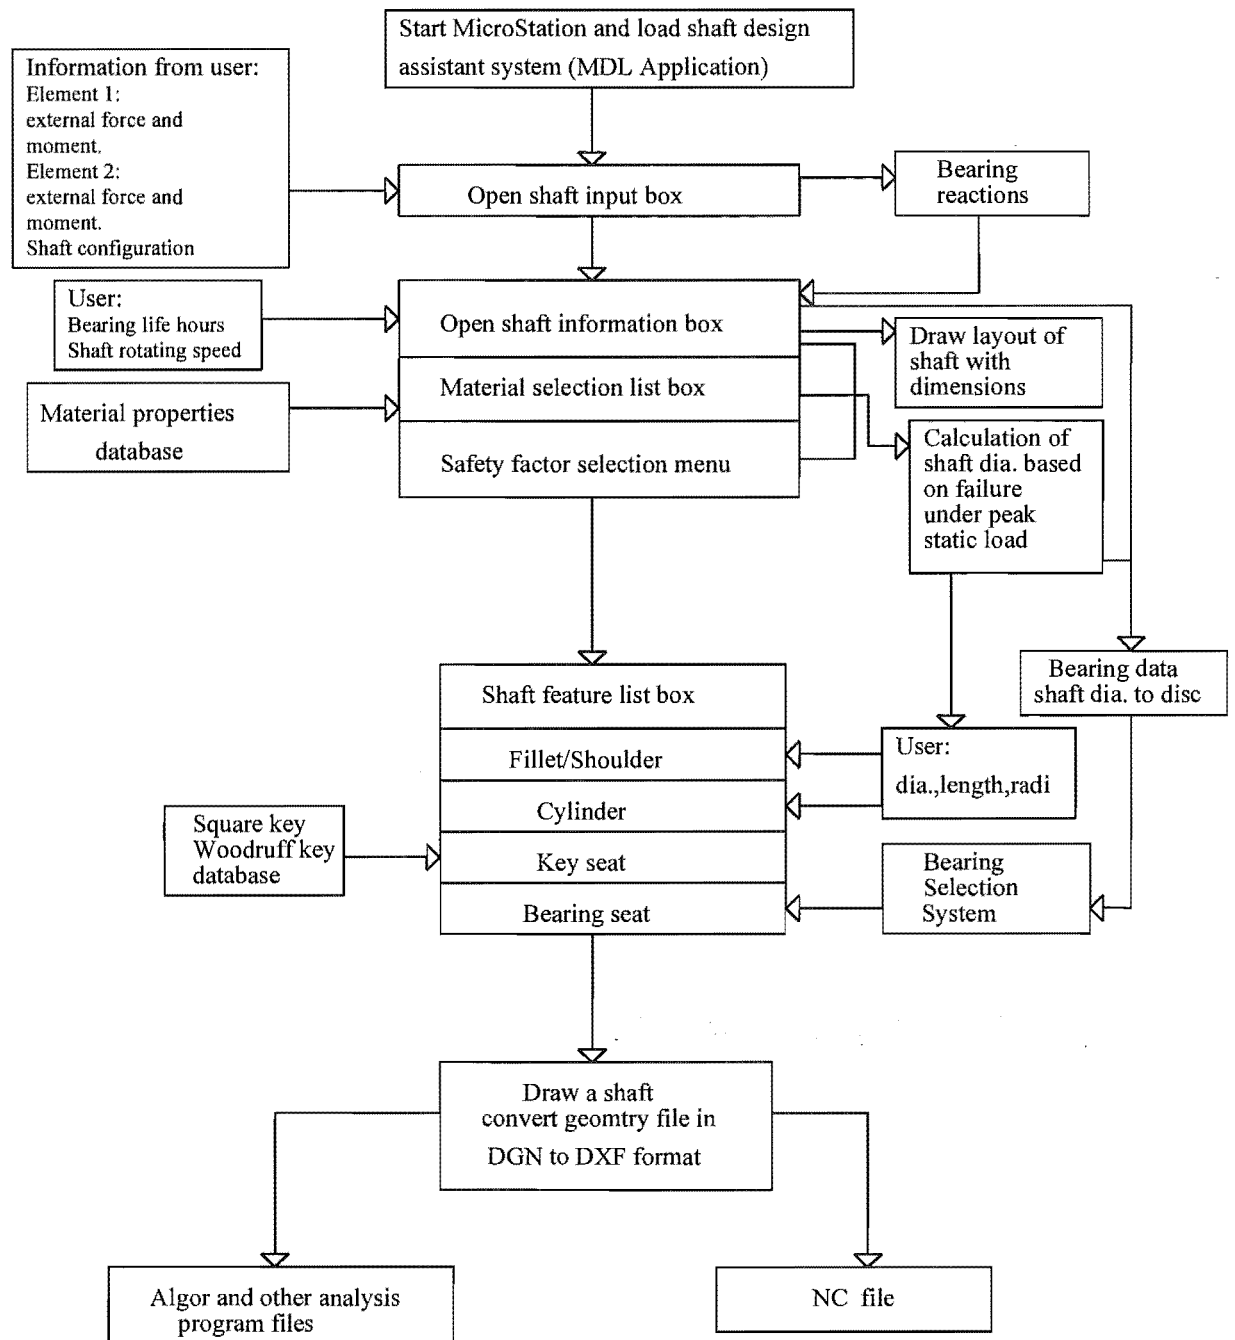 Start MicroStation and load shaft design
assistant system (MDL Application)
Information from user:
Element 1:
external force and
moment.
Element 2:
external force and
moment.
Shaft configuration
Open shaft input box
Bearing
reactions
User:
Bearing life hours
Shaft rotating speed
Open shaft information box
Draw layout of
shaft with
dimensions
Material properties
database
Material selection list box
Safety factor selection menu
Calculation of
shaft dia. based
on failure
under peak
static load
Bearing data
shaft dia. to disc
Shaft feature list box
Fillet/Shoulder
Cylinder
Key seat
Bearing seat
User:
dia.,length,radi
Square key
Woodruff key
database
Bearing
Selection
System
Draw a shaft
convert geomtry file in
DGN to DXF format
Algor and other analysis
program files
NC file